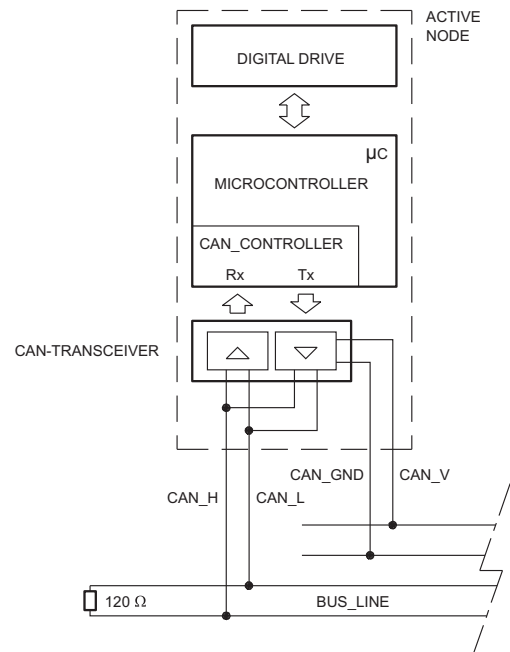 ACTIVE
NODE
DIGITAL DRIVE
µC
MICROCONTROLLER
CAN_CONTROLLER
Rx
Tx
CAN-TRANSCEIVER
CAN_GND
CAN_V
CAN_H
CAN_L
120 Ω
BUS_LINE